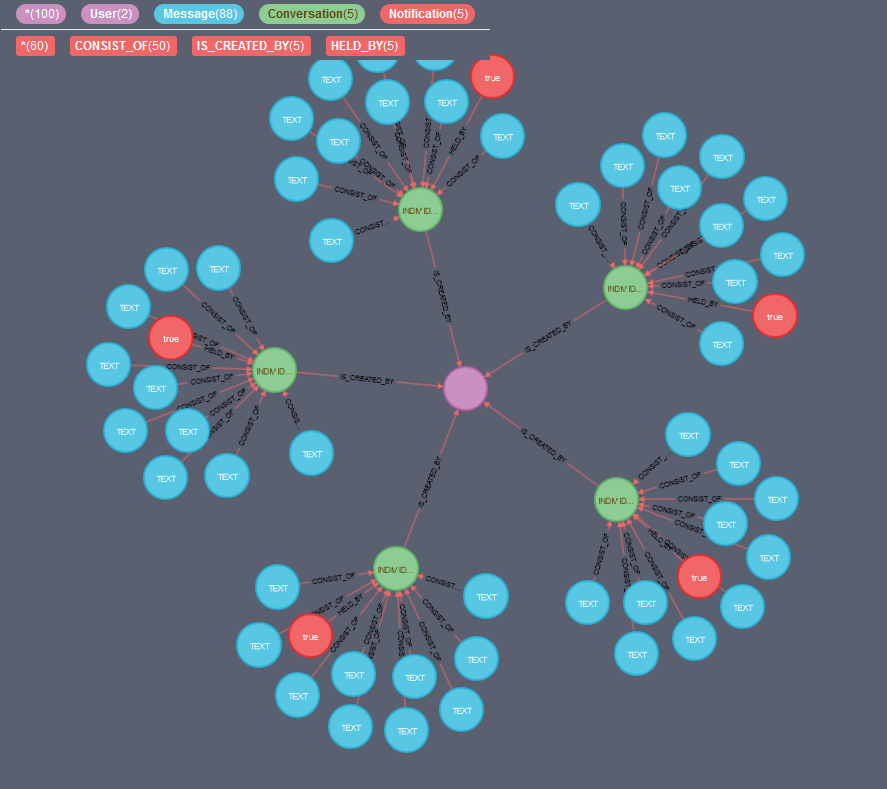 *(100) User(2) Message(88) Conversation(5) Notification(5)
*(60) CONSIST_OF(50) IS_CREATED_BY(5) HELD_BY(5)
TEXT true
TEXT TEXT
TEXT TEXT TEXT
CONSIST_OF CONSIST_OF HELD_BY
TEXT CONSIST_OF CONSIST_OF
INDIVID...
TEXT CONSIST...
TEXT TEXT TEXT
TEXT TEXT TEXT
TEXT TEXT
CONSIST_OF CONSIST_OF CONSIST_OF
TEXT TEXT
CONSIST_OF HELD_BY true
INDIVID...
CONSIST_OF TEXT
IS_CREATED_BY
IS_CREATED_BY
TEXT TEXT
TEXT CONSIST_OF CONSIST_OF
true HELD_BY
TEXT CONSIST_OF INDIVID...
TEXT CONSIST_OF
IS_CREATED_BY
TEXT TEXT CONSIST_OF
TEXT TEXT TEXT
IS_CREATED_BY
IS_CREATED_BY
TEXT
CONSIST... TEXT
CONSIST_OF TEXT
INDIVID... CONSIST_OF
CONSIST_OF TEXT
HELD_BY TEXT
CONSIST_OF true
TEXT TEXT TEXT
TEXT TEXT
INDIVID...
TEXT CONSIST_OF CONSIST... TEXT
HELD_BY CONSIST_OF
TEXT true CONSIST_OF CONSIST_OF
TEXT TEXT TEXT
TEXT TEXT
TEXT TEXT